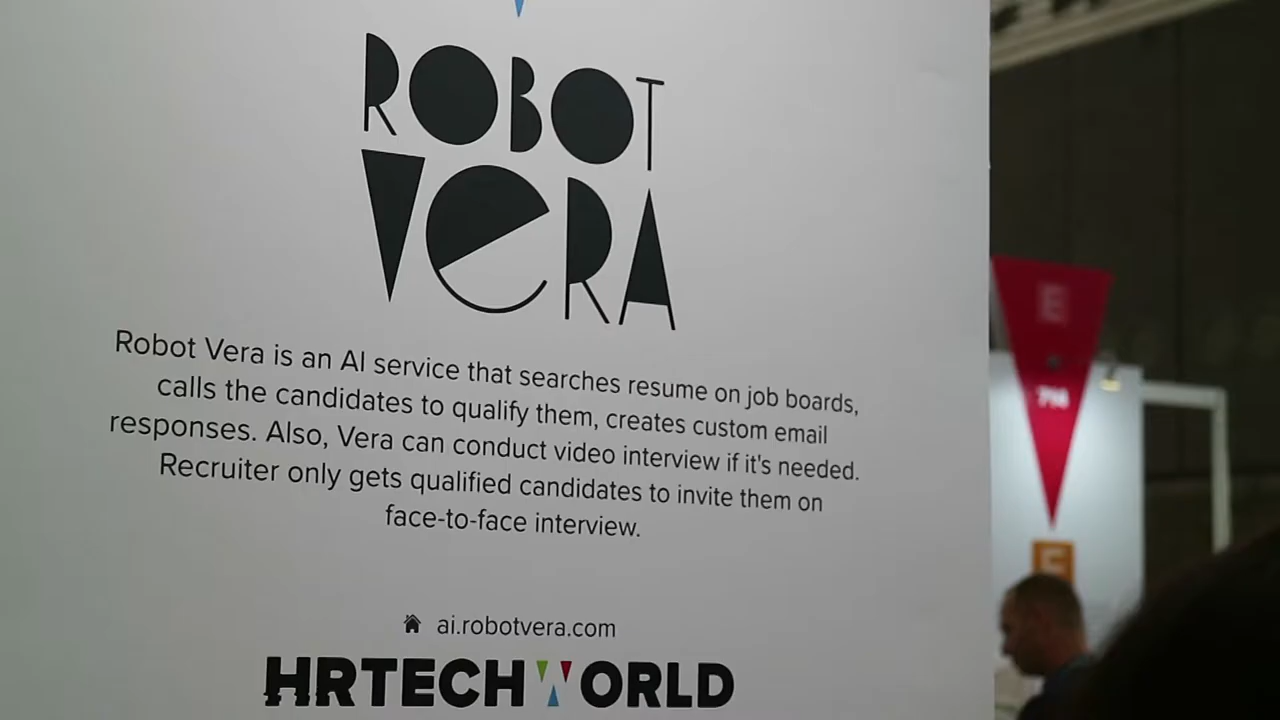 ROBOT
VeRA
Robot Vera is an AI service that searches resume on job boards,
calls the candidates to qualify them, creates custom email
responses. Also, Vera can conduct video interview if it's needed.
Recruiter only gets qualified candidates to invite them on
face-to-face interview.
ai.robotvera.com
HRTECHWORLD
E